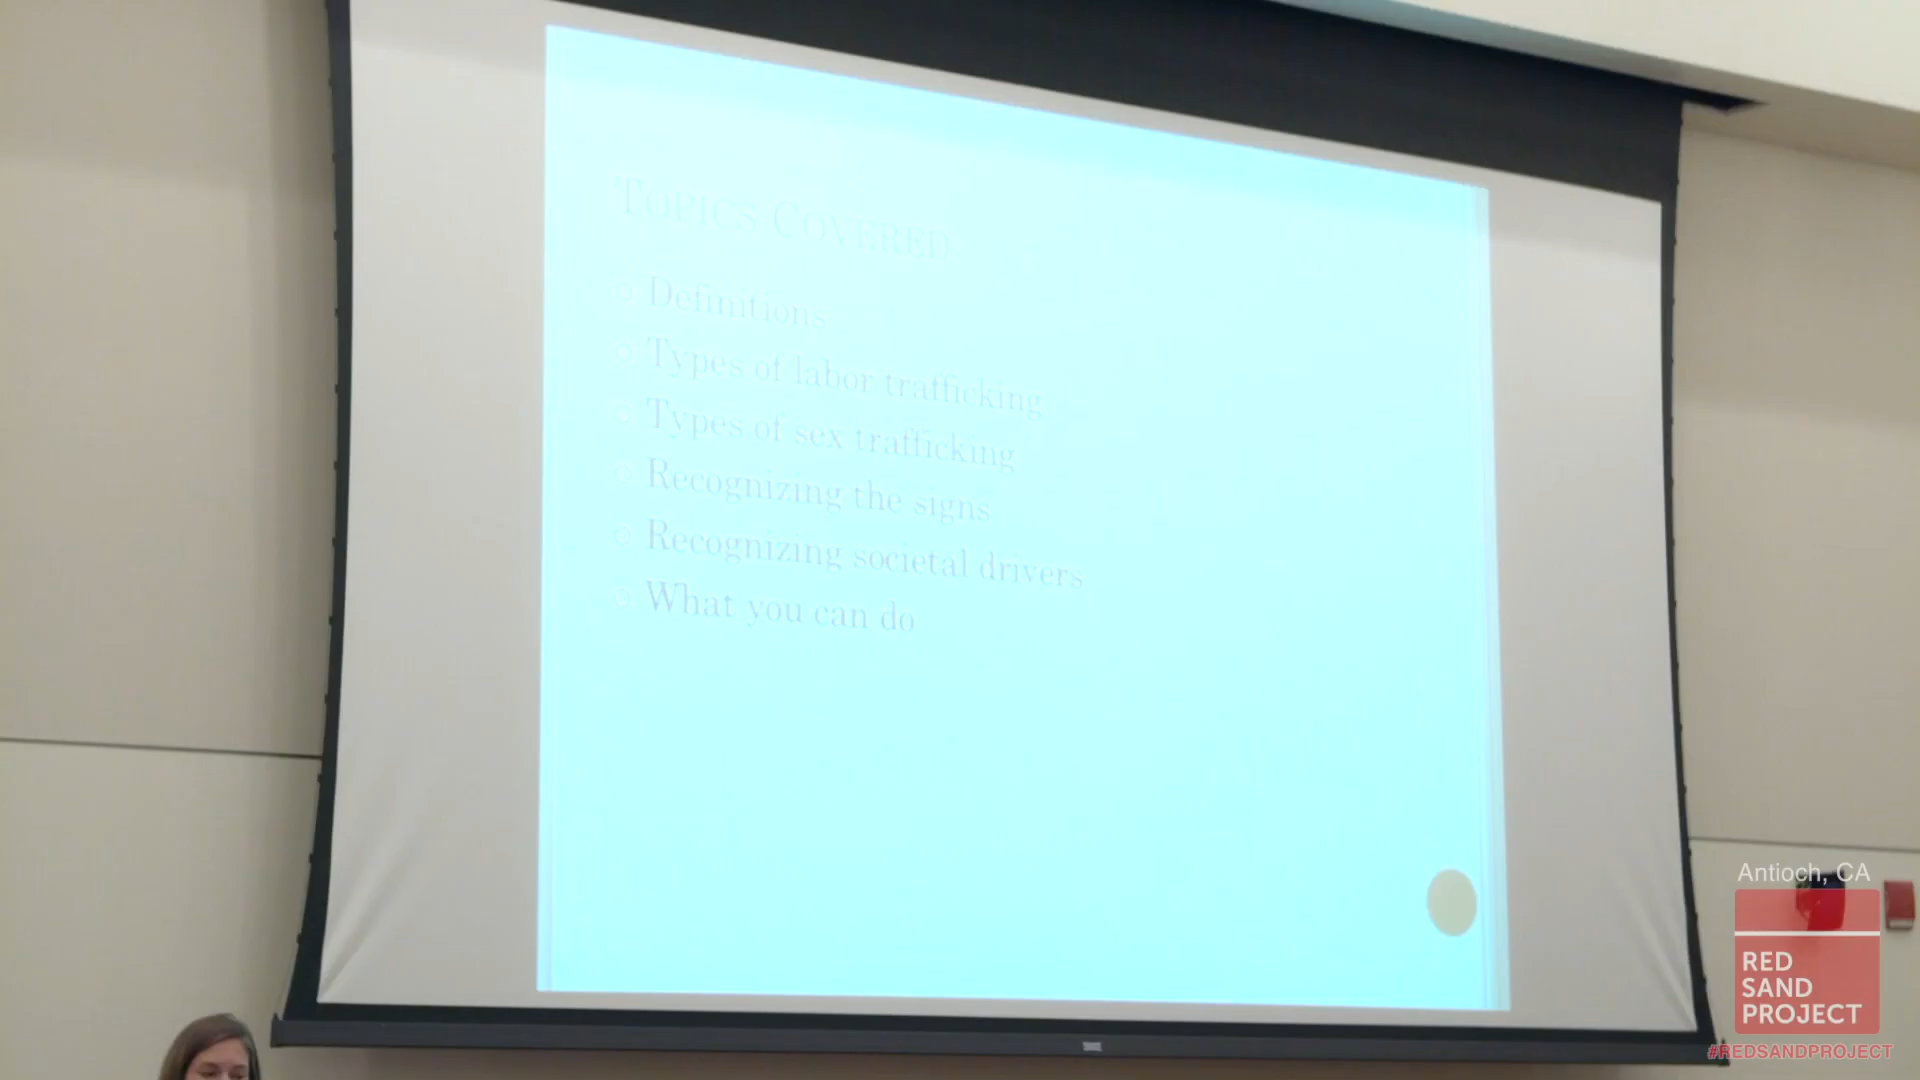 TOPICS COVERED
Definitions
Types of labor trafficking
Types of sex trafficking
Recognizing the signs
Recognizing societal drivers
What you can do
Antioch, CA
RED
SAND
PROJECT
#REDSANDPROJECT